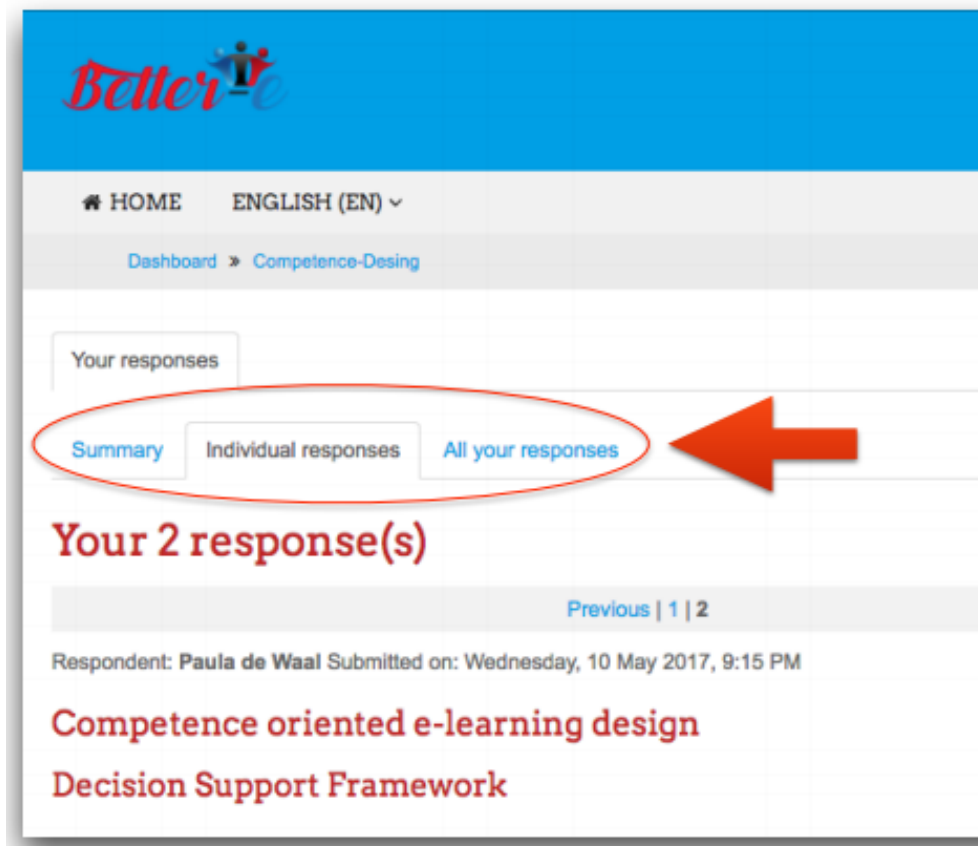 Better e
HOME ENGLISH (EN)
Dashboard » Competence-Desing
Your responses
Summary Individual responses All your responses
Your 2 response(s)
Previous | 1 | 2
Respondent: Paula de Waal Submitted on: Wednesday, 10 May 2017, 9:15 PM
Competence oriented e-learning design
Decision Support Framework